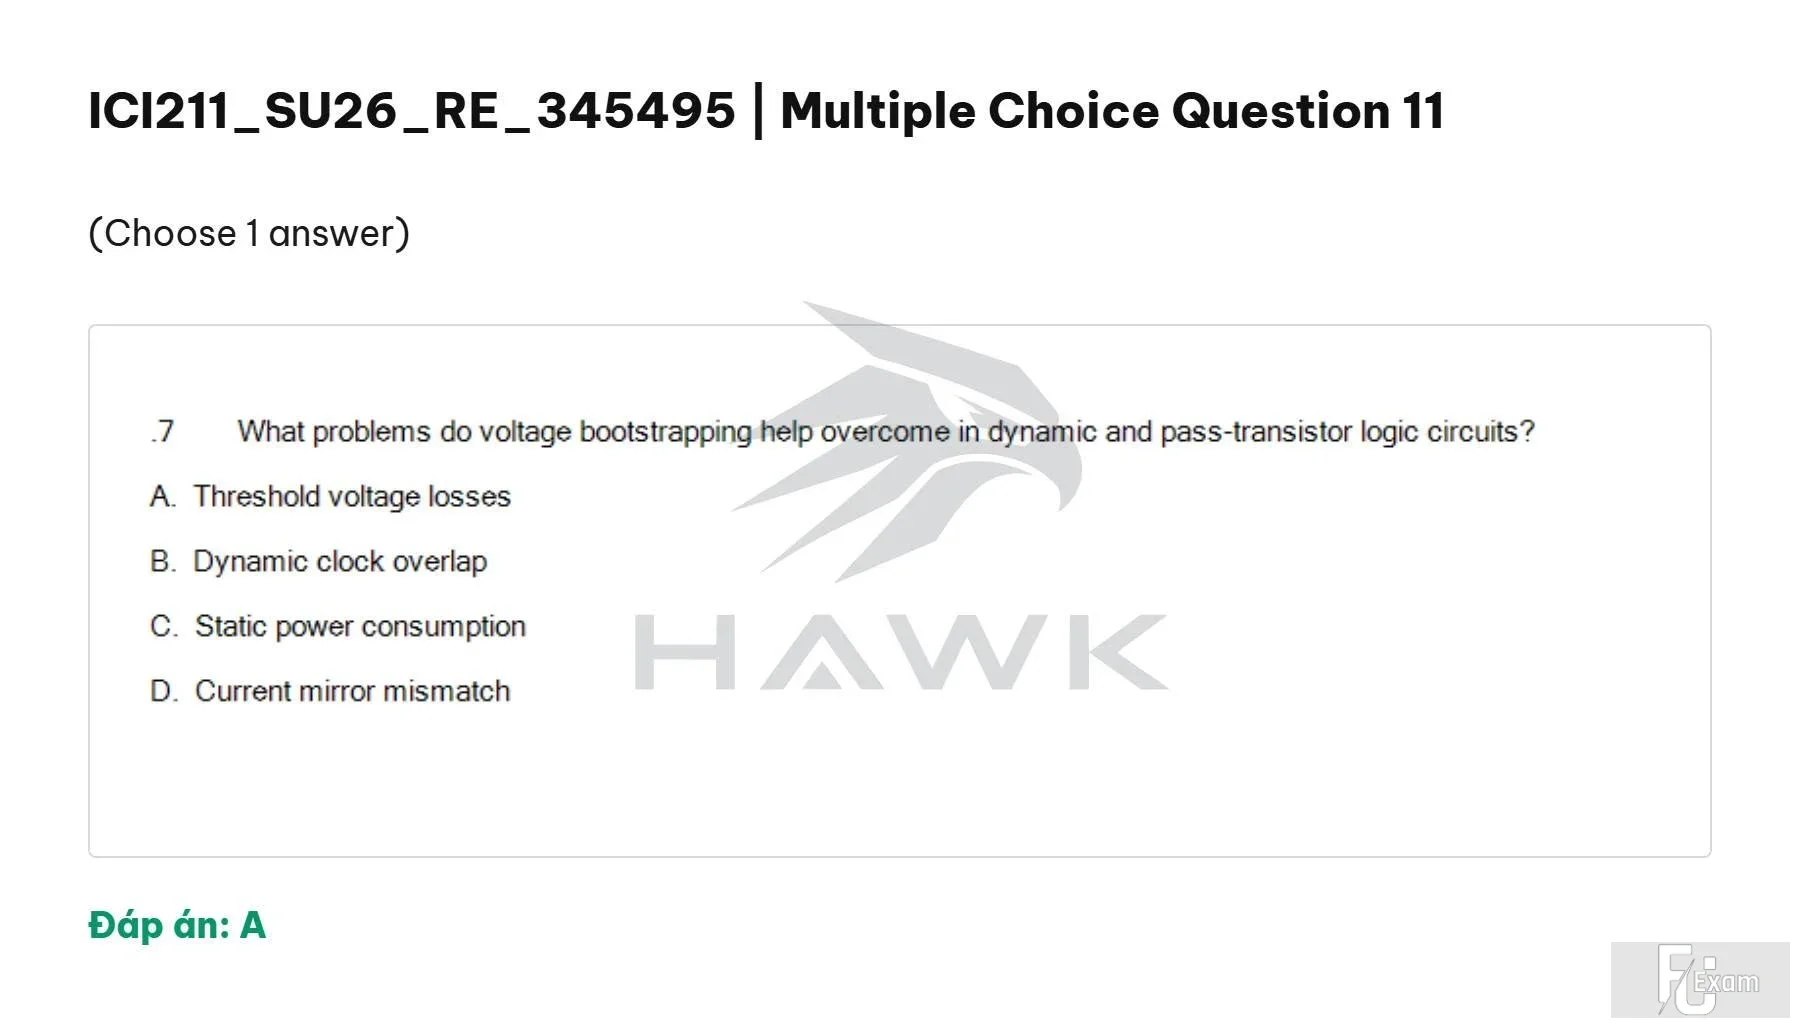 ICI211_SU26_RE_345495 | Multiple Choice Question 11
(Choose 1 answer)
.7 What problems do voltage bootstrapping help overcome in dynamic and pass-transistor logic circuits?
A. Threshold voltage losses
B. Dynamic clock overlap
C. Static power consumption
D. Current mirror mismatch
HAWK
Đáp án: A
FU Exam